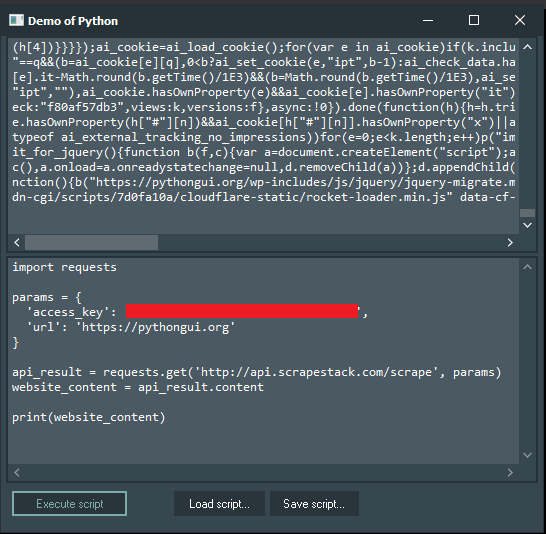 Demo of Python
(h[4])}}}});ai_cookie=ai_load_cookie();for(var e in ai_cookie)if(k.inclu
"==q&&(b=ai_cookie[e][q],0<b?ai_set_cookie(e,"ipt",b-1):ai_check_data.ha
[e].it-Math.round(b.getTime()/1E3)&&(b=Math.round(b.getTime()/1E3),ai_se
"ipt",""),ai_cookie.hasOwnProperty(e)&&!ai_cookie[e].hasOwnProperty("it")
eck:"f80af57db3",views:k,versions:f},async:!0}).done(function(h){h=h.tri
e.hasOwnProperty(h["#"][n])&&ai_cookie[h["#"][n]].hasOwnProperty("x")||a
typeof ai_external_tracking_no_impressions))for(e=0;e<k.length;e++)p("im
it_for_jquery(){function b(f,c){var a=document.createElement("script");a
c(),a.onload=a.onreadystatechange=null,d.removeChild(a))};d.appendChild(
nction(){b("https://pythongui.org/wp-includes/js/jquery/jquery-migrate.m
dn-cgi/scripts/7d0fa10a/cloudflare-static/rocket-loader.min.js" data-cf-
import requests
params = {
'access_key': ',
'url': 'https://pythongui.org'
}
api_result = requests.get('http://api.scrapestack.com/scrape', params)
website_content = api_result.content
print(website_content)
Execute script Load script... Save script...